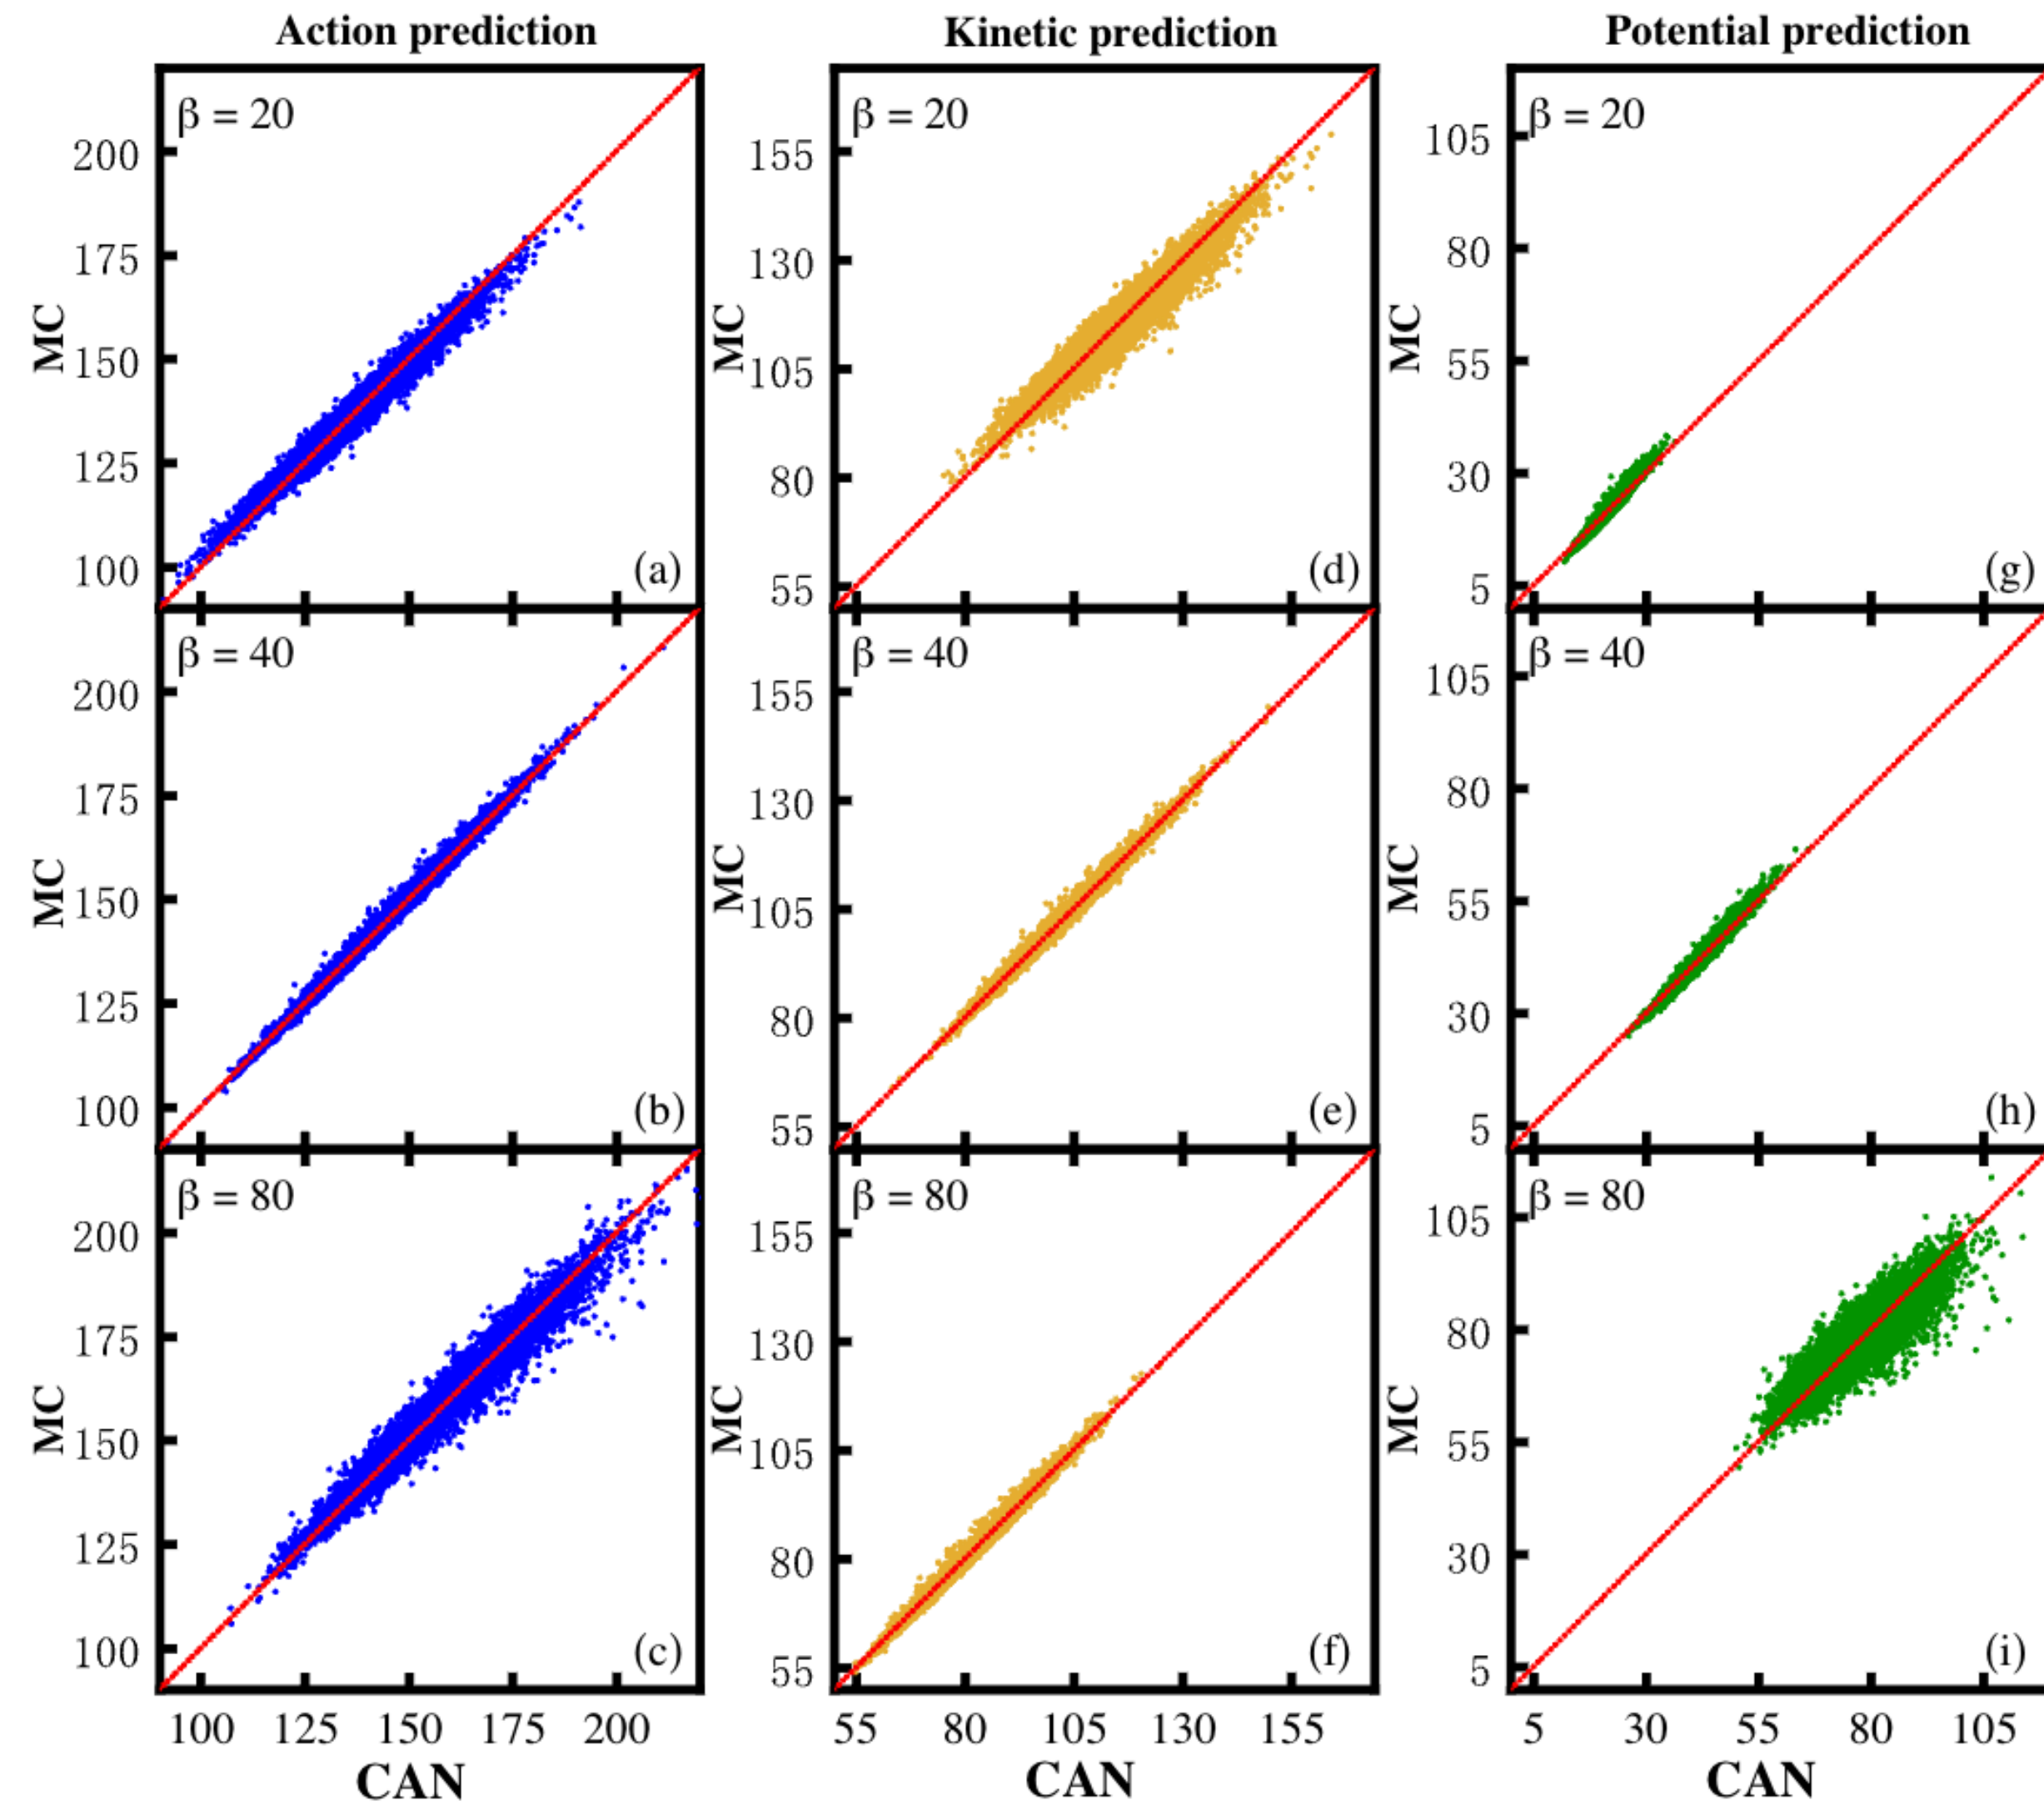 Action prediction
Kinetic prediction
Potential prediction
β = 20
200
175
150
125
100
MC
(a)
β = 20
155
130
105
80
55
MC
(d)
β = 20
105
80
55
30
5
MC
(g)
β = 40
200
175
150
125
100
MC
(b)
β = 40
155
130
105
80
55
MC
(e)
β = 40
105
80
55
30
5
MC
(h)
β = 80
200
175
150
125
100
MC
(c)
β = 80
155
130
105
80
55
MC
(f)
β = 80
105
80
55
30
5
MC
(i)
100 125 150 175 200
55 80 105 130 155
5 30 55 80 105
CAN
CAN
CAN